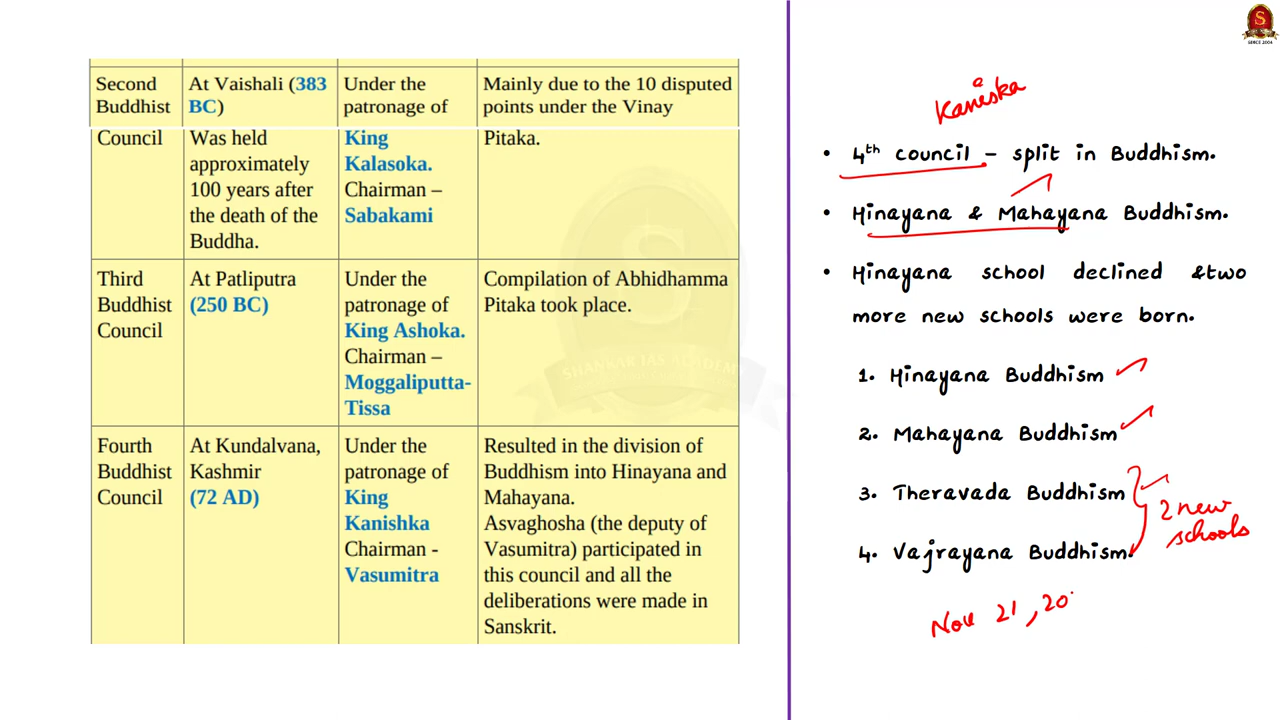 Second Buddhist
At Vaishali (383 BC)
Under the patronage of
Mainly due to the 10 disputed points under the Vinay
Council
Was held
approximately
100 years after
the death of the
Buddha.
King
Kalasoka.
Chairman –
Sabakami
Pitaka.
Third
Buddhist
Council
At Patliputra
(250 BC)
Under the
patronage of
King Ashoka.
Chairman –
Moggaliputta-
Tissa
Compilation of Abhidhamma
Pitaka took place.
Fourth
Buddhist
Council
At Kundalvana,
Kashmir
(72 AD)
Under the
patronage of
King
Kanishka
Chairman -
Vasumitra
Resulted in the division of
Buddhism into Hinayana and
Mahayana.
Asvaghosha (the deputy of
Vasumitra) participated in
this council and all the
deliberations were made in
Sanskrit.
SHANKAR IAS ACADEMY
S
SINCE 2004
Kaniska
• 4th council – split in Buddhism.
• Hinayana & Mahayana Buddhism.
• Hinayana school declined &two
more new schools were born.
1. Hinayana Buddhism
2. Mahayana Buddhism
3. Theravada Buddhism
4. Vajrayana Buddhism.
2 new
schools
Nov 21, 20